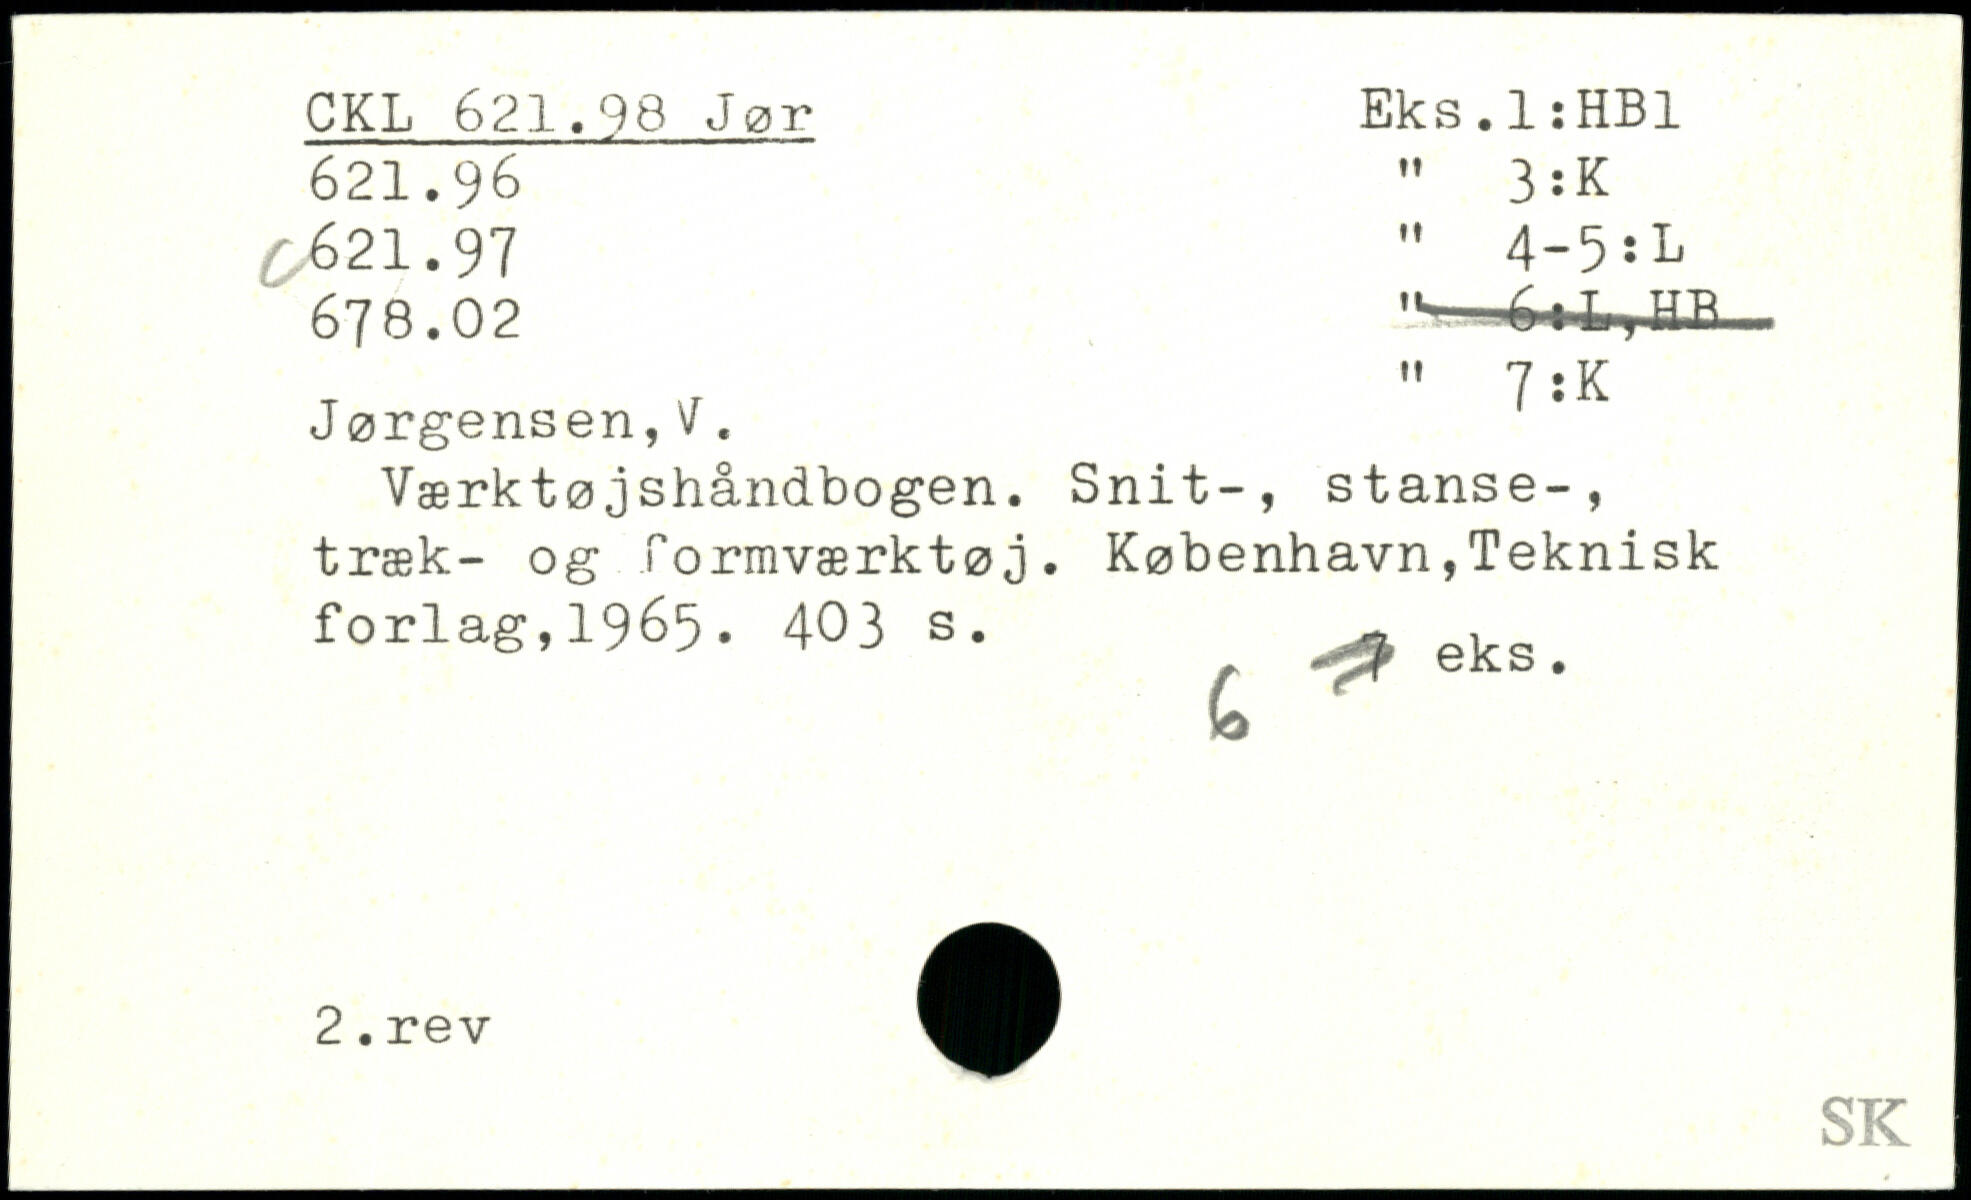 CKL 621.98 Jør
621.96
621.97
678.02
Eks.1:HB1
" 3:K
" 4-5:L
" 6:L,HB
" 7:K
Jørgensen,V.
Værktøjshåndbogen. Snit-, stanse-,
træk- og formværktøj. København,Teknisk
forlag,1965. 403 s.
7 eks.
6
2.rev
SK